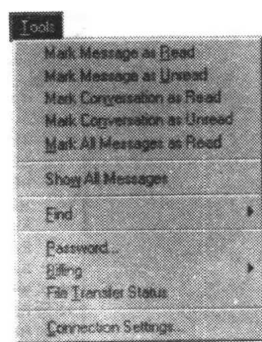 Tools
Mark Message as Read
Mark Message as Unread
Mark Conversation as Read
Mark Conversation as Unread
Mark All Messages as Read
Show All Messages
Find
Password...
Billing
File Transfer Status
Connection Settings...